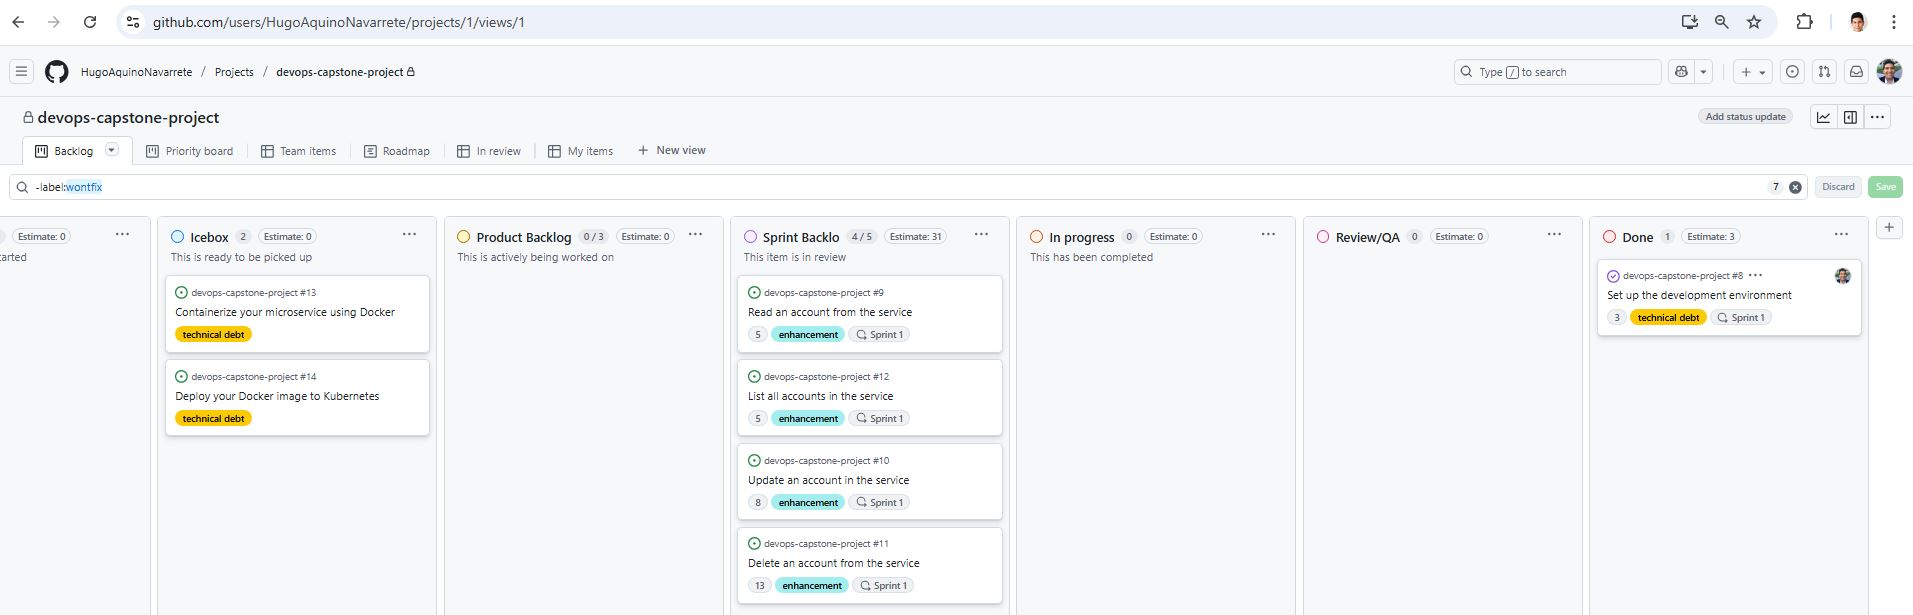 github.com/users/HugoAquinoNavarrete/projects/1/views/1
HugoAquinoNavarrete / Projects / devops-capstone-project
Type / to search
devops-capstone-project
Add status update
Backlog
Priority board
Team items
Roadmap
In review
My items
+ New view
-label:wontfix
7
Discard
Save
Estimate: 0
tarted
Icebox 2 Estimate: 0
This is ready to be picked up
devops-capstone-project #13
Containerize your microservice using Docker
technical debt
devops-capstone-project #14
Deploy your Docker image to Kubernetes
technical debt
Product Backlog 0 / 3 Estimate: 0
This is actively being worked on
Sprint Backlo 4 / 5 Estimate: 31
This item is in review
devops-capstone-project #9
Read an account from the service
5 enhancement Sprint 1
devops-capstone-project #12
List all accounts in the service
5 enhancement Sprint 1
devops-capstone-project #10
Update an account in the service
8 enhancement Sprint 1
devops-capstone-project #11
Delete an account from the service
13 enhancement Sprint 1
In progress 0 Estimate: 0
This has been completed
Review/QA 0 Estimate: 0
Done 1 Estimate: 3
devops-capstone-project #8
Set up the development environment
3 technical debt Sprint 1